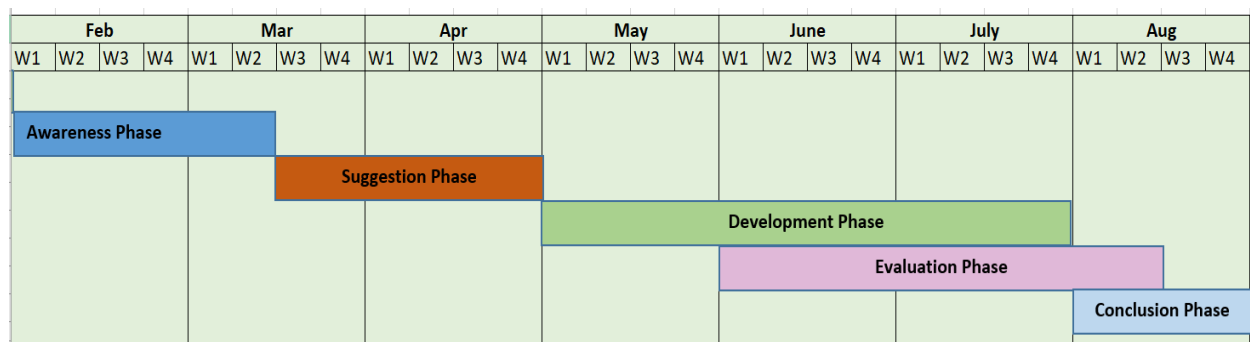 Feb Mar Apr May June July Aug
W1 W2 W3 W4 W1 W2 W3 W4 W1 W2 W3 W4 W1 W2 W3 W4 W1 W2 W3 W4 W1 W2 W3 W4 W1 W2 W3 W4
Awareness Phase
Suggestion Phase
Development Phase
Evaluation Phase
Conclusion Phase